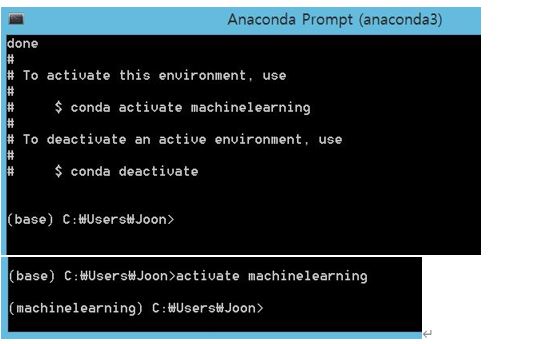 Anaconda Prompt (anaconda3)
done
#
# To activate this environment, use
#
#     $ conda activate machinelearning
#
# To deactivate an active environment, use
#
#     $ conda deactivate
(base) C:₩Users₩Joon>
(base) C:₩Users₩Joon>activate machinelearning
(machinelearning) C:₩Users₩Joon>